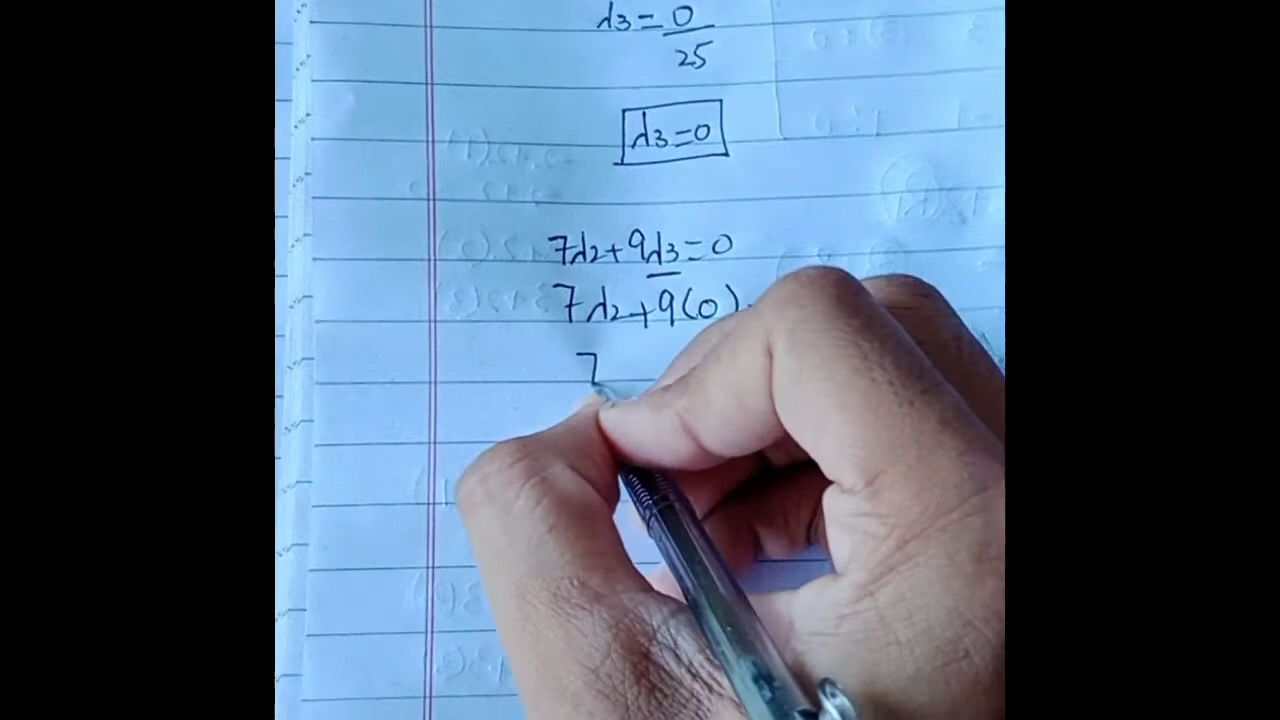 λ3 = 0
25
λ3 = 0
7λ2 + 9λ3 = 0
7λ2 + 9(0)
7